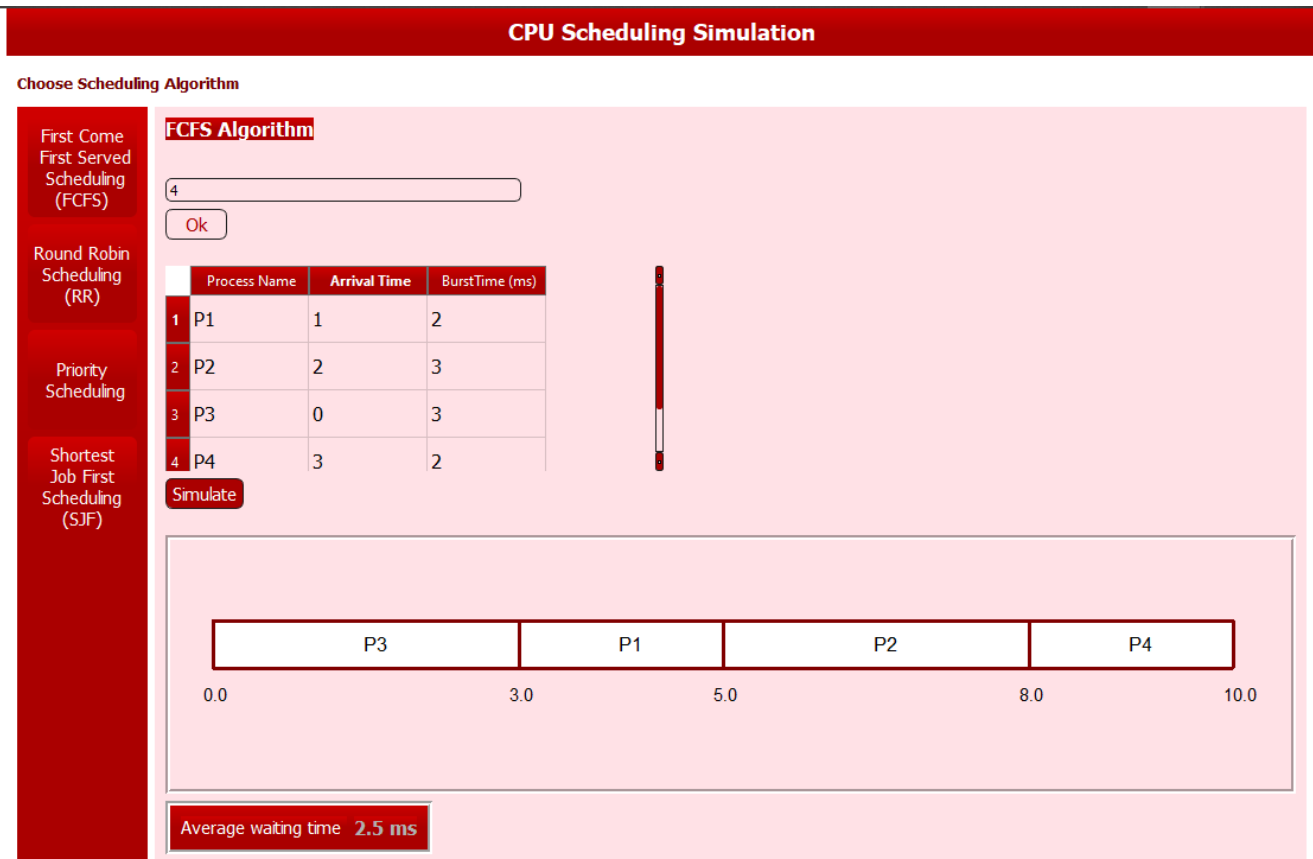 CPU Scheduling Simulation
Choose Scheduling Algorithm
First Come
First Served
Scheduling
(FCFS)
Round Robin
Scheduling
(RR)
Priority
Scheduling
Shortest
Job First
Scheduling
(SJF)
FCFS Algorithm
4
Ok
Process Name Arrival Time BurstTime (ms)
1 P1 1 2
2 P2 2 3
3 P3 0 3
4 P4 3 2
Simulate
P3 P1 P2 P4
0.0 3.0 5.0 8.0 10.0
Average waiting time 2.5 ms